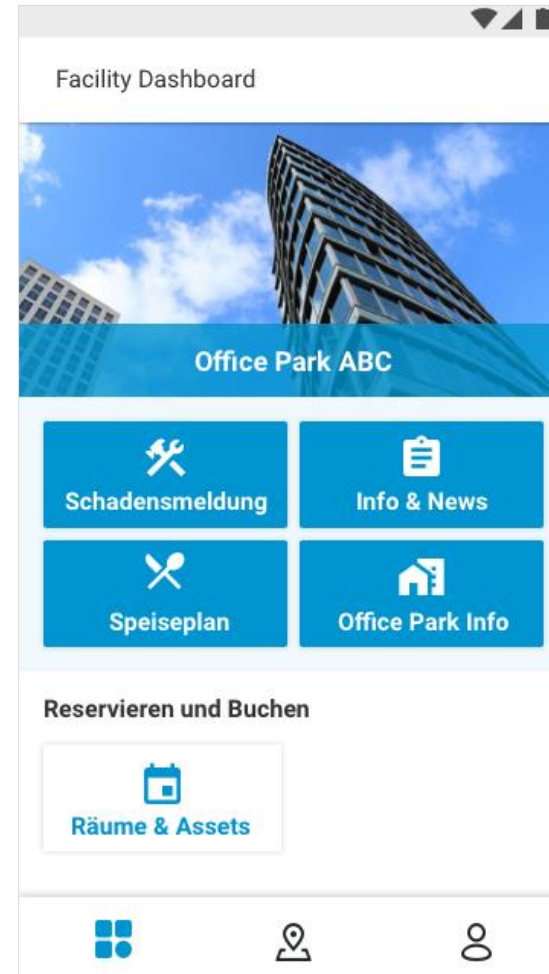 Facility Dashboard
Office Park ABC
Schadensmeldung
Info & News
Speiseplan
Office Park Info
Reservieren und Buchen
Räume & Assets